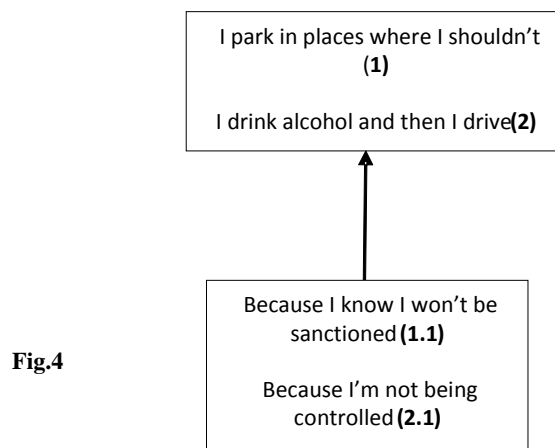 I park in places where I shouldn't
(1)
I drink alcohol and then I drive(2)
Because I know I won't be
sanctioned (1.1)
Fig.4
Because I'm not being
controlled (2.1)